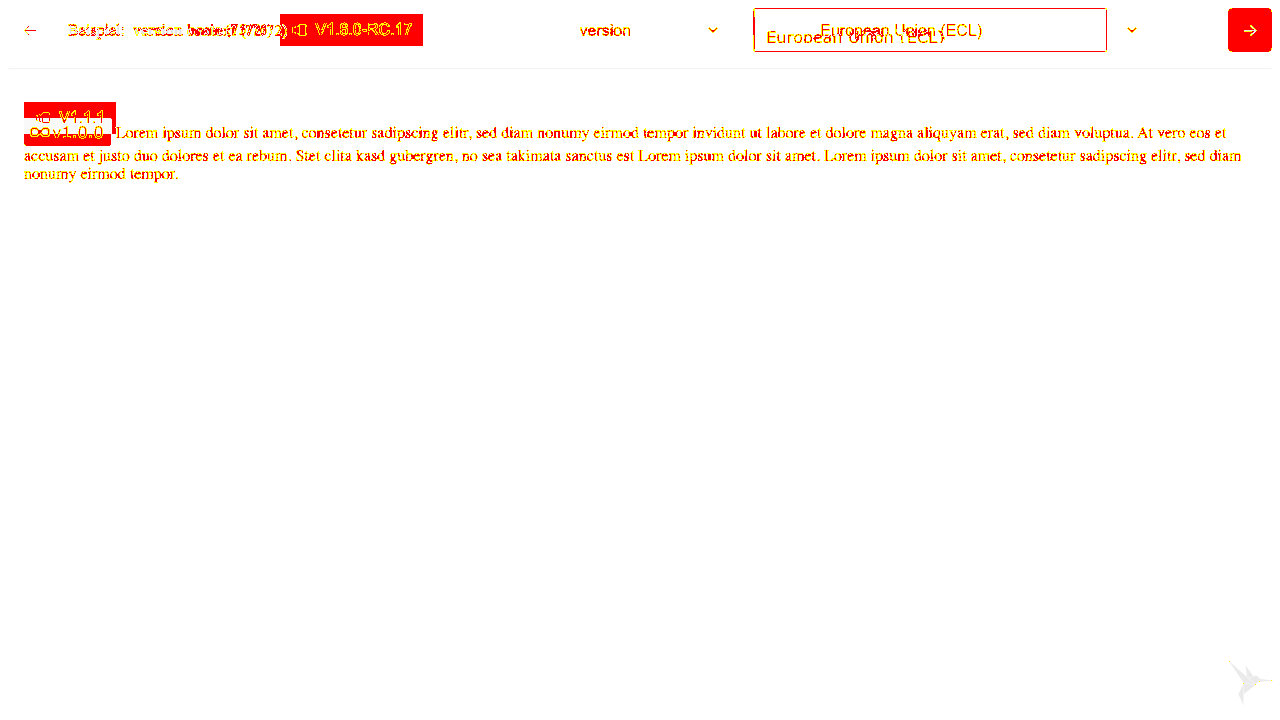 Beispiel: version basic V1.6.0-RC.17 version European Union (ECL)
V1.1.1
v1.0.0 Lorem ipsum dolor sit amet, consetetur sadipscing elitr, sed diam nonumy eirmod tempor invidunt ut labore et dolore magna aliquyam erat, sed diam voluptua. At vero eos et
accusam et justo duo dolores et ea rebum. Stet clita kasd gubergren, no sea takimata sanctus est Lorem ipsum dolor sit amet. Lorem ipsum dolor sit amet, consetetur sadipscing elitr, sed diam
nonumy eirmod tempor.
European Union (ECL)